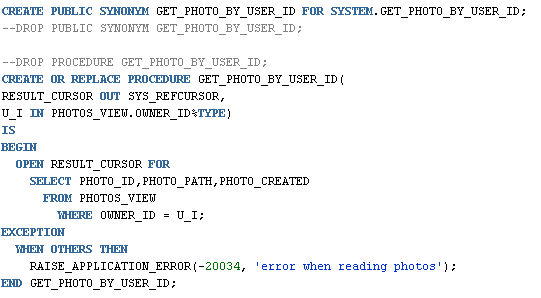 CREATE PUBLIC SYNONYM GET_PHOTO_BY_USER_ID FOR SYSTEM.GET_PHOTO_BY_USER_ID;
--DROP PUBLIC SYNONYM GET_PHOTO_BY_USER_ID;
--DROP PROCEDURE GET_PHOTO_BY_USER_ID;
CREATE OR REPLACE PROCEDURE GET_PHOTO_BY_USER_ID(
RESULT_CURSOR OUT SYS_REFCURSOR,
U_I IN PHOTOS_VIEW.OWNER_ID%TYPE)
IS
BEGIN
OPEN RESULT_CURSOR FOR
SELECT PHOTO_ID,PHOTO_PATH,PHOTO_CREATED
FROM PHOTOS_VIEW
WHERE OWNER_ID = U_I;
EXCEPTION
WHEN OTHERS THEN
RAISE_APPLICATION_ERROR(-20034, 'error when reading photos');
END GET_PHOTO_BY_USER_ID;